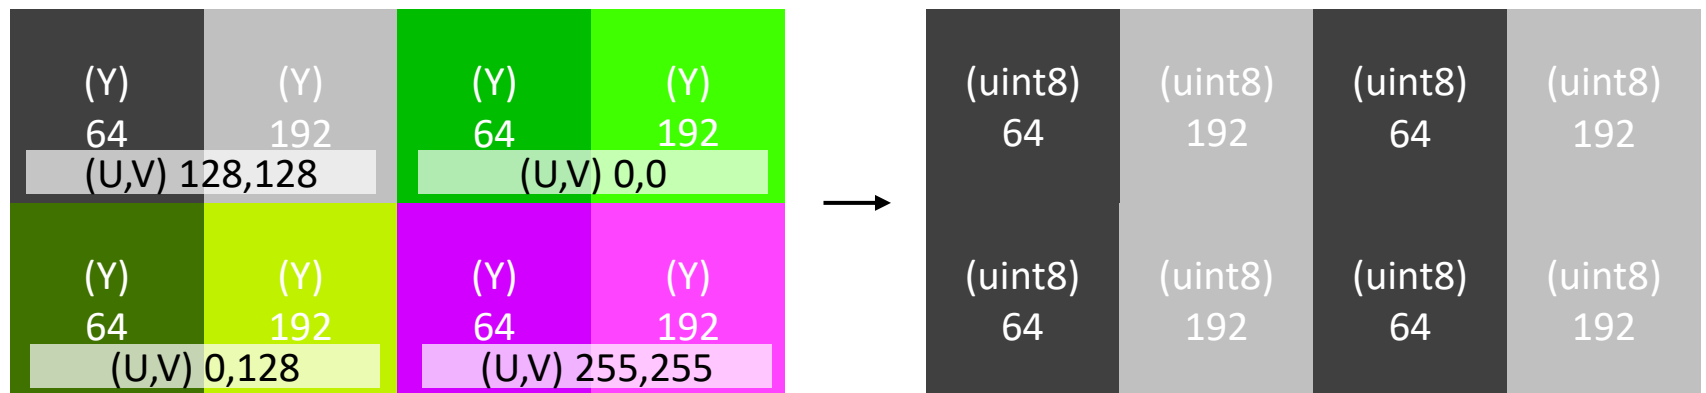 (Y) (Y) (Y) (Y)
64 192 64 192
(U,V) 128,128 (U,V) 0,0
(Y) (Y) (Y) (Y)
64 192 64 192
(U,V) 0,128 (U,V) 255,255
(uint8) (uint8) (uint8) (uint8)
64 192 64 192
(uint8) (uint8) (uint8) (uint8)
64 192 64 192